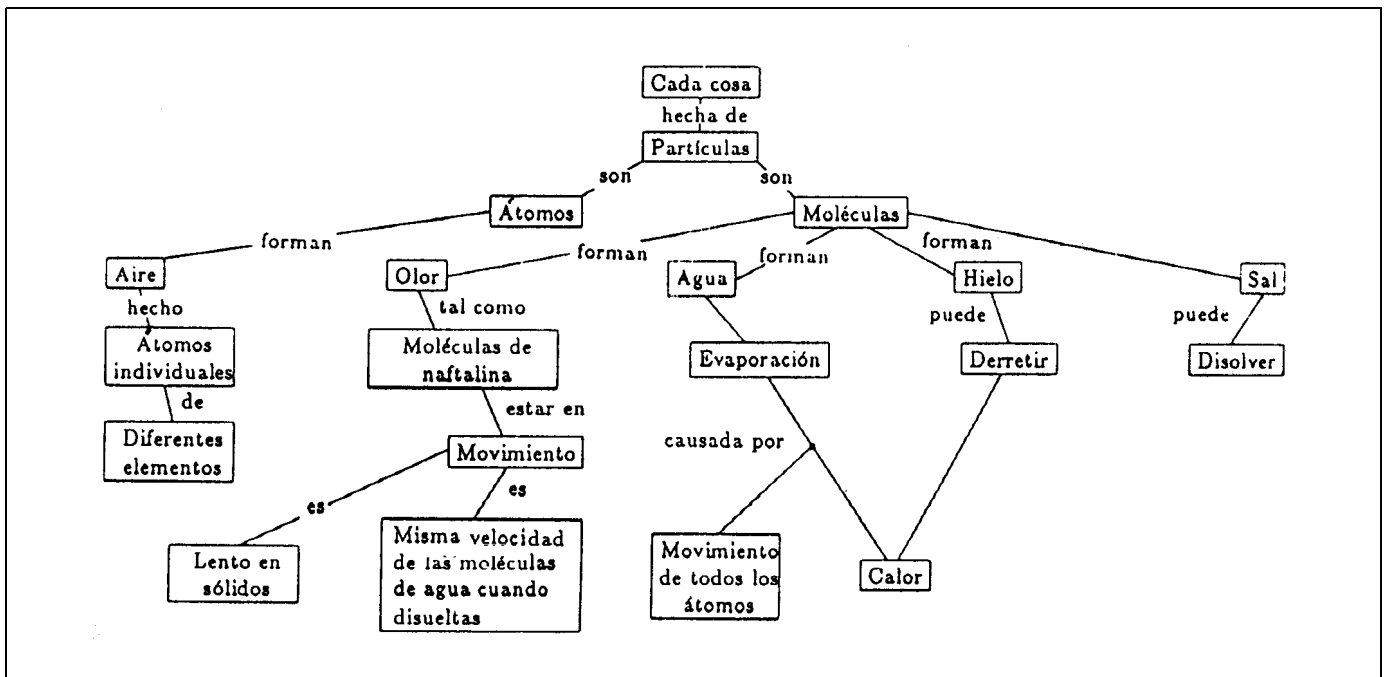 Cada cosa
hecha de
Partículas
son
son
Átomos
Moléculas
forman
forman
forman
forman
Aire
Olor
Agua
Hielo
Sal
hecho
tal como
puede
puede
Átomos
individuales
Moléculas de
naftalina
Evaporación
Derretir
Disolver
de
estar en
Diferentes
elementos
Movimiento
causada por
es
es
Lento en
sólidos
Misma velocidad
de las moléculas
de agua cuando
disueltas
Movimiento
de todos los
átomos
Calor